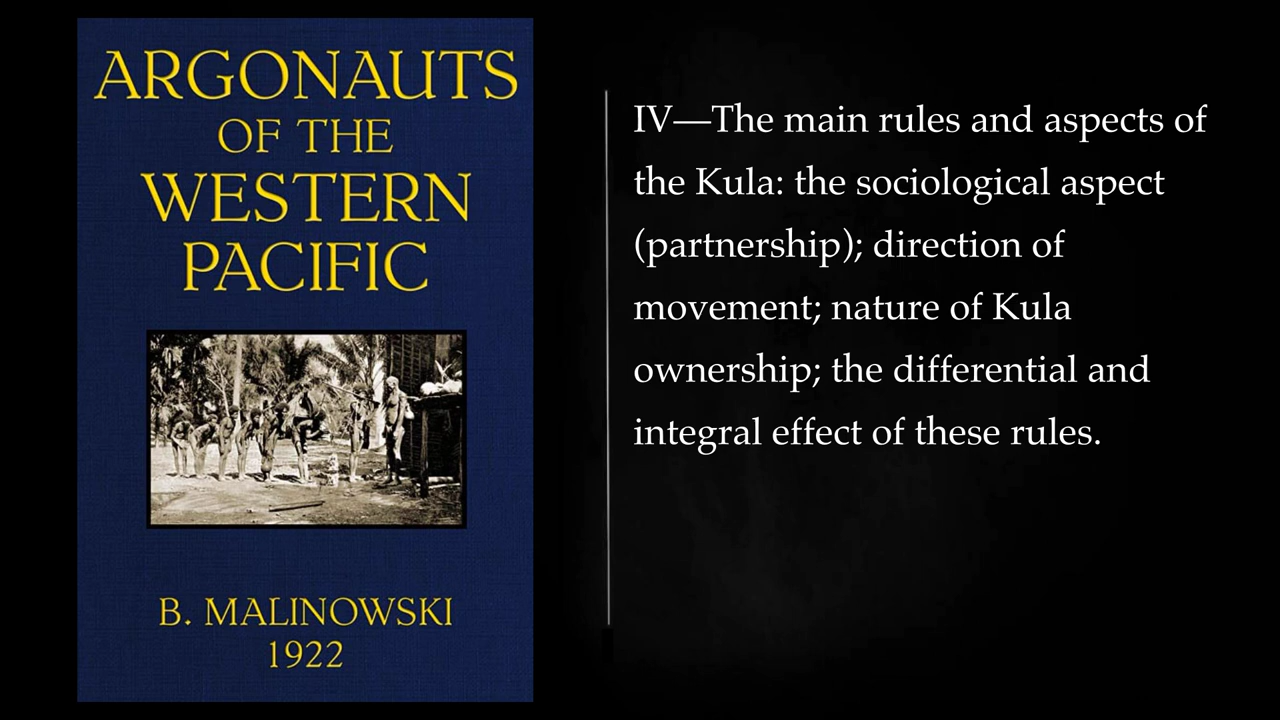 ARGONAUTS
OF THE
WESTERN
PACIFIC
B. MALINOWSKI
1922
IV—The main rules and aspects of
the Kula: the sociological aspect
(partnership); direction of
movement; nature of Kula
ownership; the differential and
integral effect of these rules.